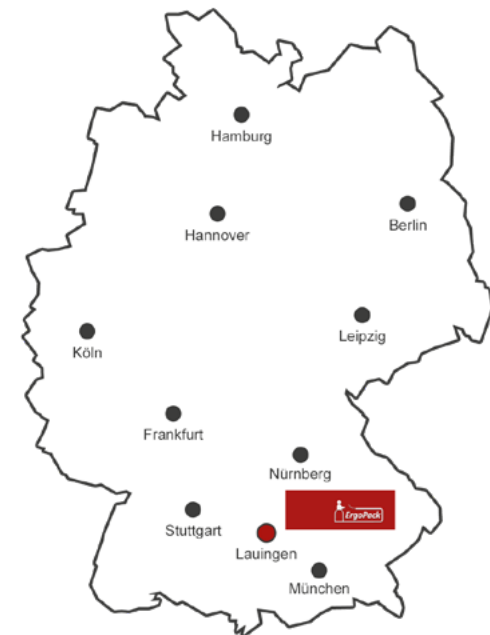 Hamburg
Berlin
Hannover
Leipzig
Köln
Frankfurt
Nürnberg
ErgoPack
Stuttgart
Lauingen
München